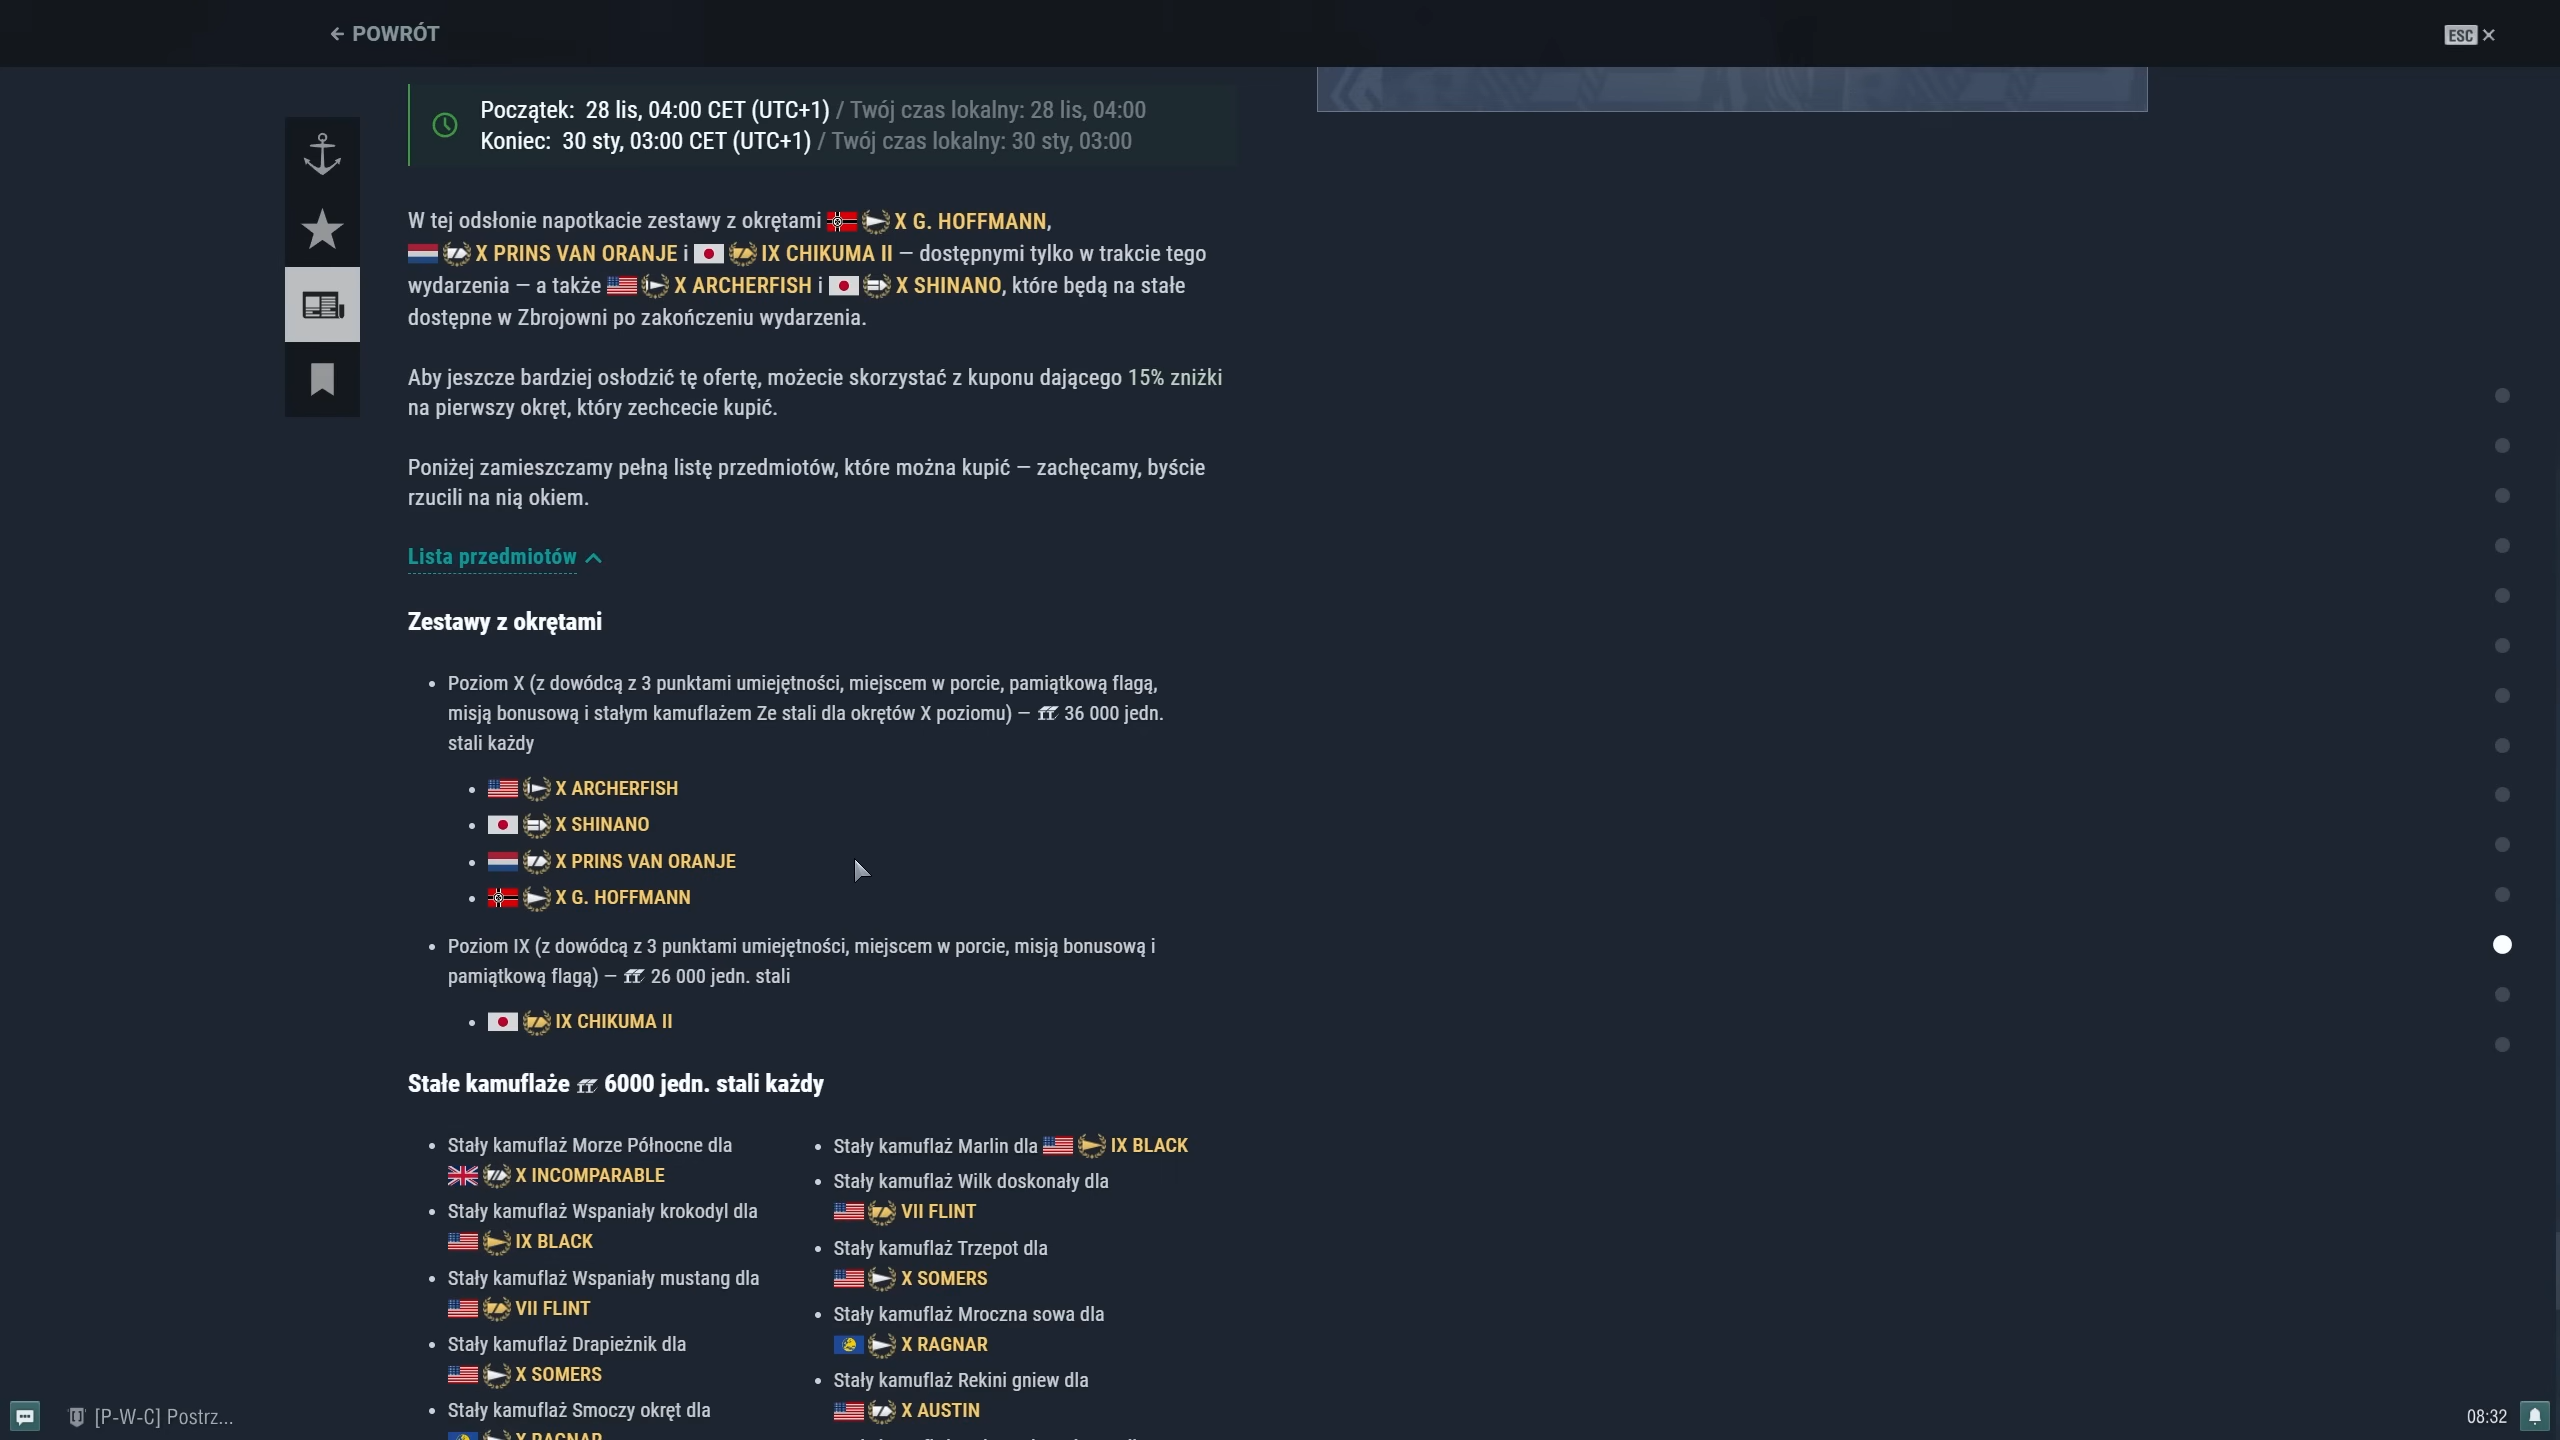 POWRÓT
ESC
Początek: 28 lis, 04:00 CET (UTC+1) / Twój czas lokalny: 28 lis, 04:00
Koniec: 30 sty, 03:00 CET (UTC+1) / Twój czas lokalny: 30 sty, 03:00
W tej odsłonie napotkacie zestawy z okrętami X G. HOFFMANN,
X PRINS VAN ORANJE i IX CHIKUMA II — dostępnymi tylko w trakcie tego
wydarzenia — a także X ARCHERFISH i X SHINANO, które będą na stałe
dostępne w Zbrojowni po zakończeniu wydarzenia.
Aby jeszcze bardziej osłodzić tę ofertę, możecie skorzystać z kuponu dającego 15% zniżki
na pierwszy okręt, który zechcecie kupić.
Poniżej zamieszczamy pełną listę przedmiotów, które można kupić — zachęcamy, byście
rzucili na nią okiem.
Lista przedmiotów
Zestawy z okrętami
Poziom X (z dowódcą z 3 punktami umiejętności, miejscem w porcie, pamiątkową flagą,
misją bonusową i stałym kamuflażem Ze stali dla okrętów X poziomu) — 36 000 jedn.
stali każdy
X ARCHERFISH
X SHINANO
X PRINS VAN ORANJE
X G. HOFFMANN
Poziom IX (z dowódcą z 3 punktami umiejętności, miejscem w porcie, misją bonusową i
pamiątkową flagą) — 26 000 jedn. stali
IX CHIKUMA II
Stałe kamuflaże 6000 jedn. stali każdy
Stały kamuflaż Morze Północne dla
X INCOMPARABLE
Stały kamuflaż Wspaniały krokodyl dla
IX BLACK
Stały kamuflaż Wspaniały mustang dla
VII FLINT
Stały kamuflaż Drapieżnik dla
X SOMERS
Stały kamuflaż Smoczy okręt dla
X RAGNAR
Stały kamuflaż Marlin dla IX BLACK
Stały kamuflaż Wilk doskonały dla
VII FLINT
Stały kamuflaż Trzepot dla
X SOMERS
Stały kamuflaż Mroczna sowa dla
X RAGNAR
Stały kamuflaż Rekini gniew dla
X AUSTIN
[P-W-C] Postrz...
08:32